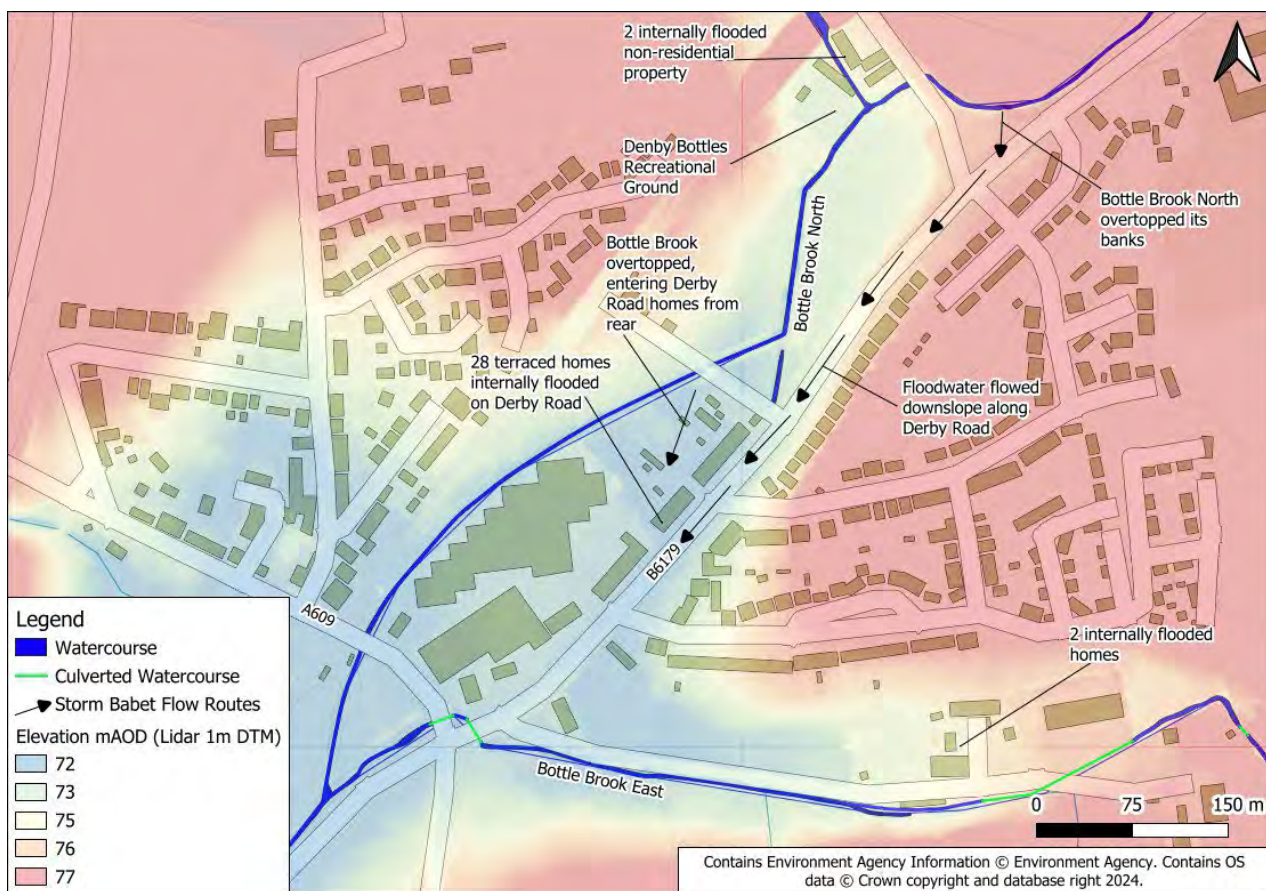 2 internally flooded
non-residential
property
Denby Bottles
Recreational
Ground
Bottle Brook North
Bottle Brook North
overtopped its
banks
Bottle Brook
overtopped,
entering Derby
Road homes from
rear
28 terraced homes
internally flooded
on Derby Road
Floodwater flowed
downslope along
Derby Road
B6179
A609
2 internally flooded
homes
Bottle Brook East
Legend
Watercourse
Culverted Watercourse
Storm Babet Flow Routes
Elevation mAOD (Lidar 1m DTM)
72
73
75
76
77
0 75 150 m
Contains Environment Agency Information © Environment Agency. Contains OS
data © Crown copyright and database right 2024.